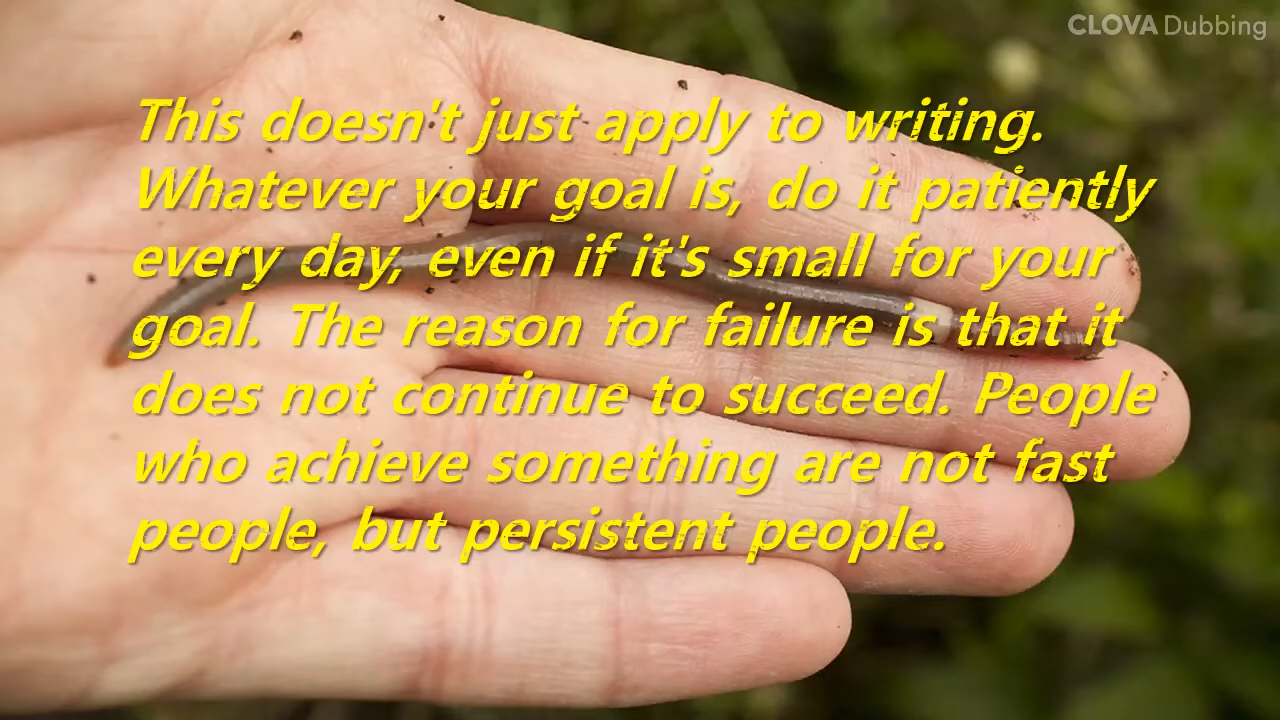 CLOVA Dubbing
This doesn't just apply to writing.
Whatever your goal is, do it patiently
every day, even if it's small for your
goal. The reason for failure is that it
does not continue to succeed. People
who achieve something are not fast
people, but persistent people.